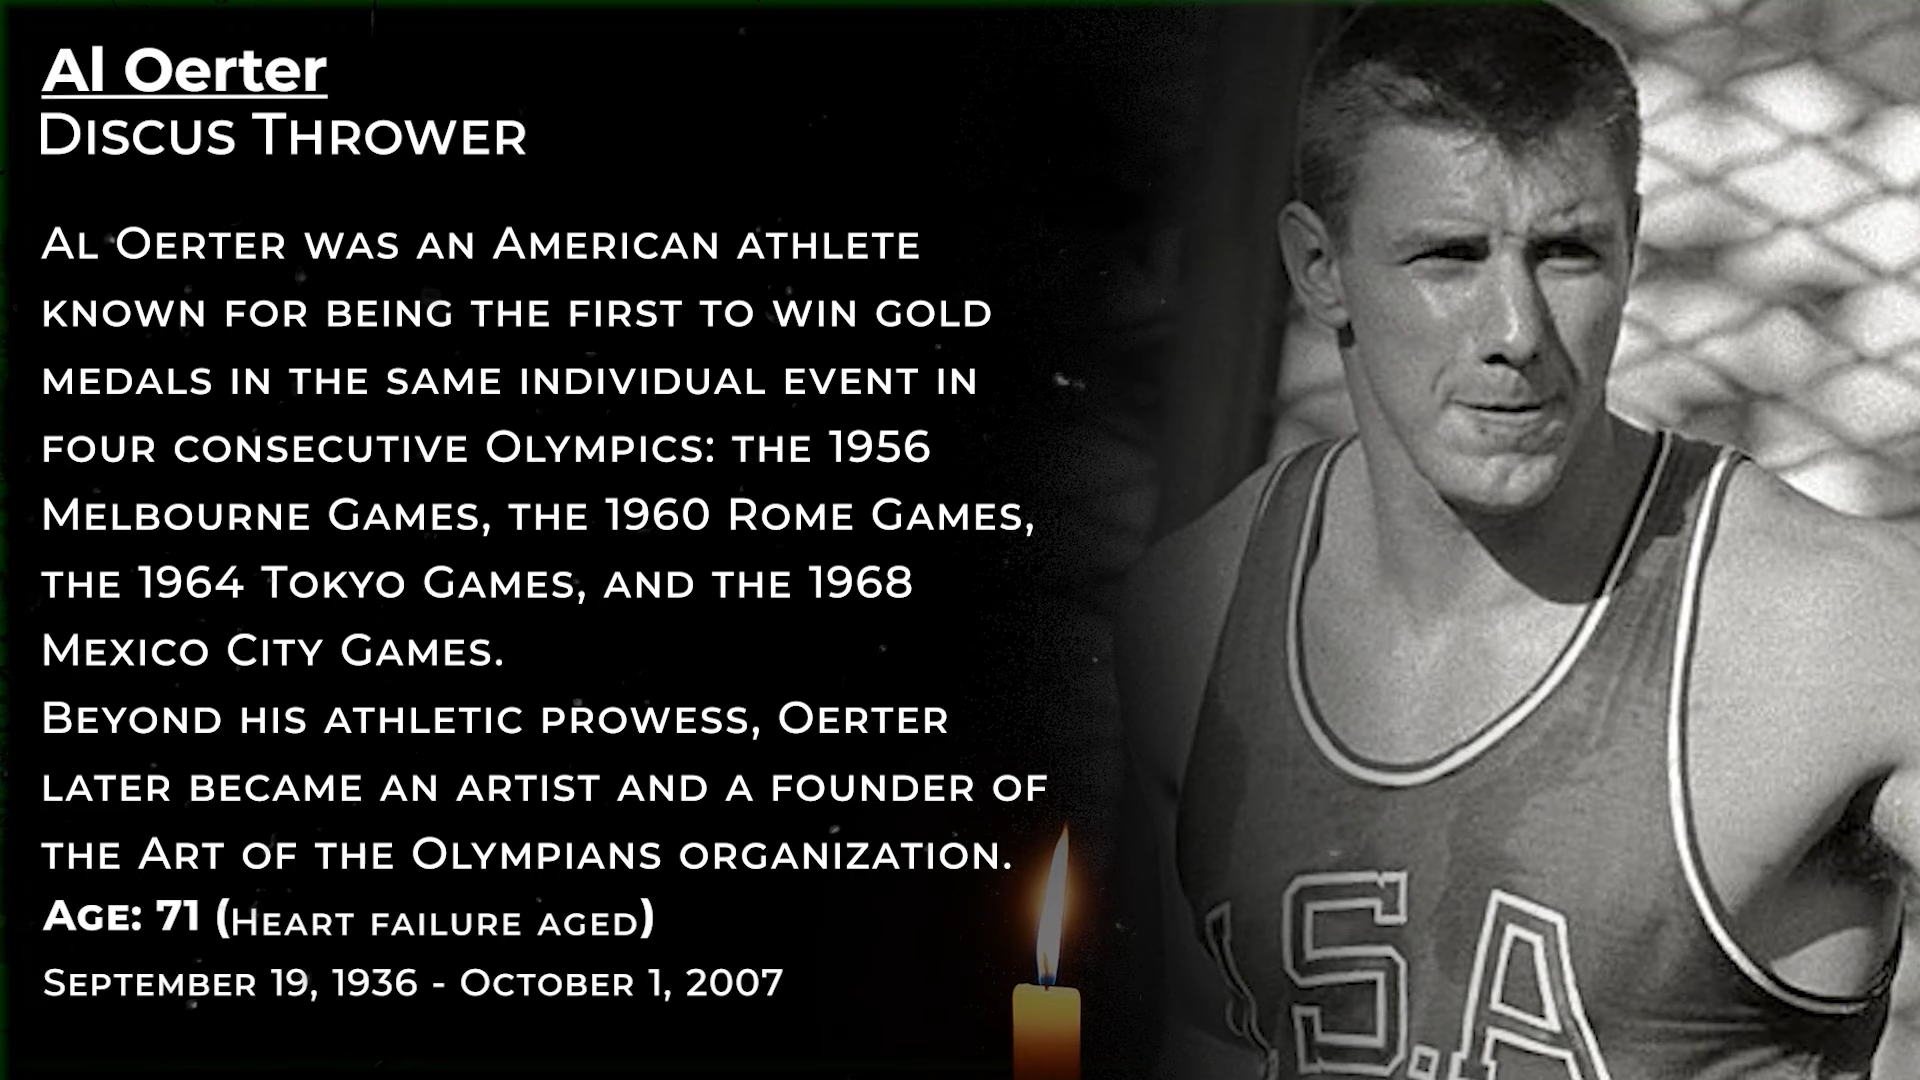 Al Oerter
Discus Thrower
Al Oerter was an American athlete
known for being the first to win gold
medals in the same individual event in
four consecutive Olympics: the 1956
Melbourne Games, the 1960 Rome Games,
the 1964 Tokyo Games, and the 1968
Mexico City Games.
Beyond his athletic prowess, Oerter
later became an artist and a founder of
the Art of the Olympians organization.
Age: 71 (Heart failure aged)
September 19, 1936 - October 1, 2007
S.A